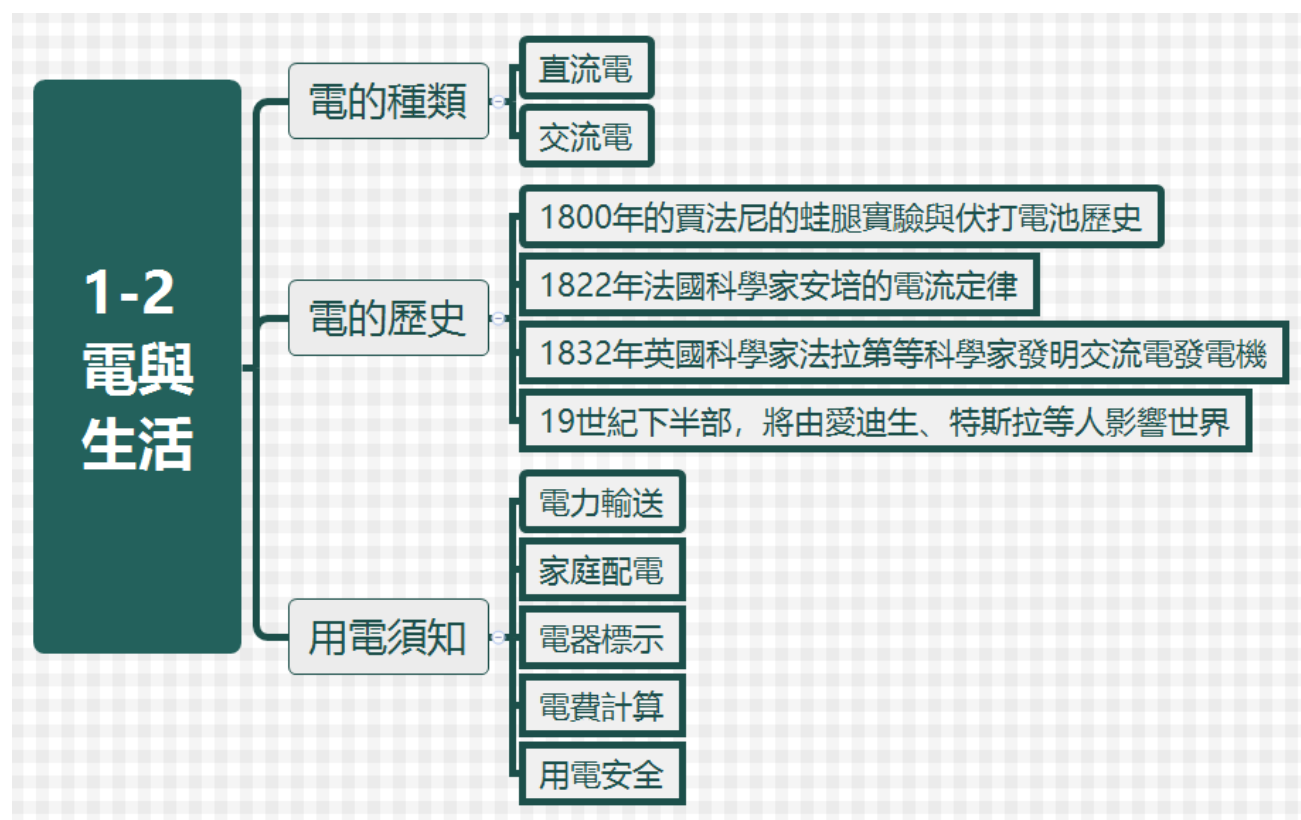 1-2
電與
生活
電的種類
直流電
交流電
電的歷史
1800年的賈法尼的蛙腿實驗與伏打電池歷史
1822年法國科學家安培的電流定律
1832年英國科學家法拉第等科學家發明交流電發電機
19世紀下半部，將由愛迪生、特斯拉等人影響世界
用電須知
電力輸送
家庭配電
電器標示
電費計算
用電安全